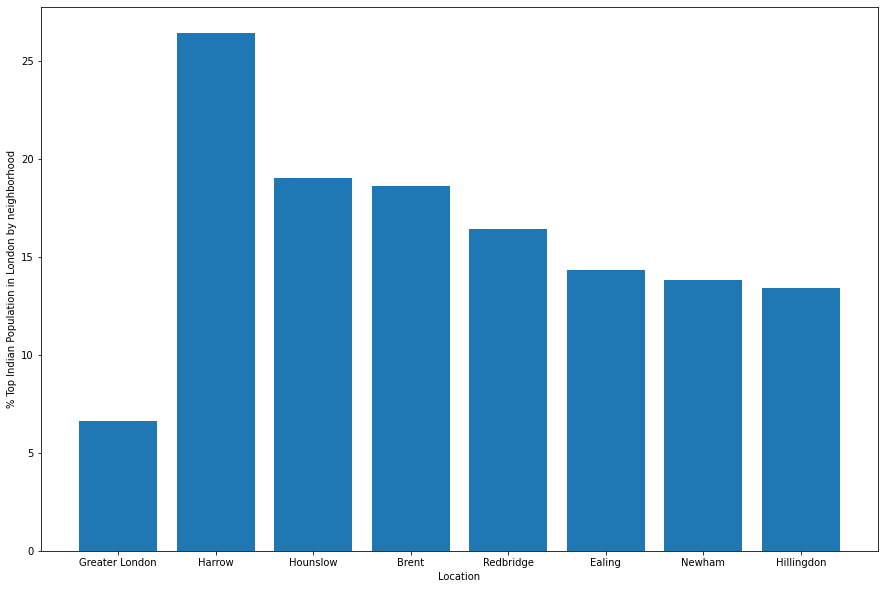 % Top Indian Population in London by neighborhood
25
20
15
10
5
0
Greater London Harrow Hounslow Brent Redbridge Ealing Newham Hillingdon
Location